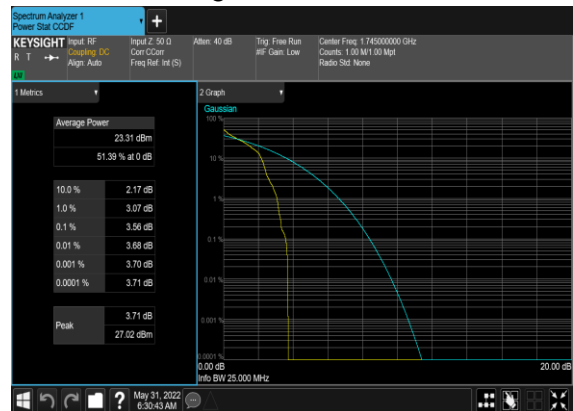 Spectrum Analyzer 1
Power Stat CCDF
+
KEYSIGHT
R T
LW
Input: RF
Coupling: DC
Align: Auto
Input Z: 50 Ω
Corr CCorr
Freq Ref: Int (S)
Atten: 40 dB
Trig: Free Run
#IF Gain: Low
Center Freq: 1.745000000 GHz
Counts: 1.00 M/1.00 Mpt
Radio Std: None
1 Metrics
Average Power
23.31 dBm
51.39 % at 0 dB
10.0 % 2.17 dB
1.0 % 3.07 dB
0.1 % 3.56 dB
0.01 % 3.68 dB
0.001 % 3.70 dB
0.0001 % 3.71 dB
Peak
3.71 dB
27.02 dBm
2 Graph
Gaussian
100 %
10 %
1 %
0.1 %
0.01 %
0.001 %
0.0001 %
0.00 dB 20.00 dB
Info BW 25.000 MHz
?
May 31, 2022
6:30:43 AM